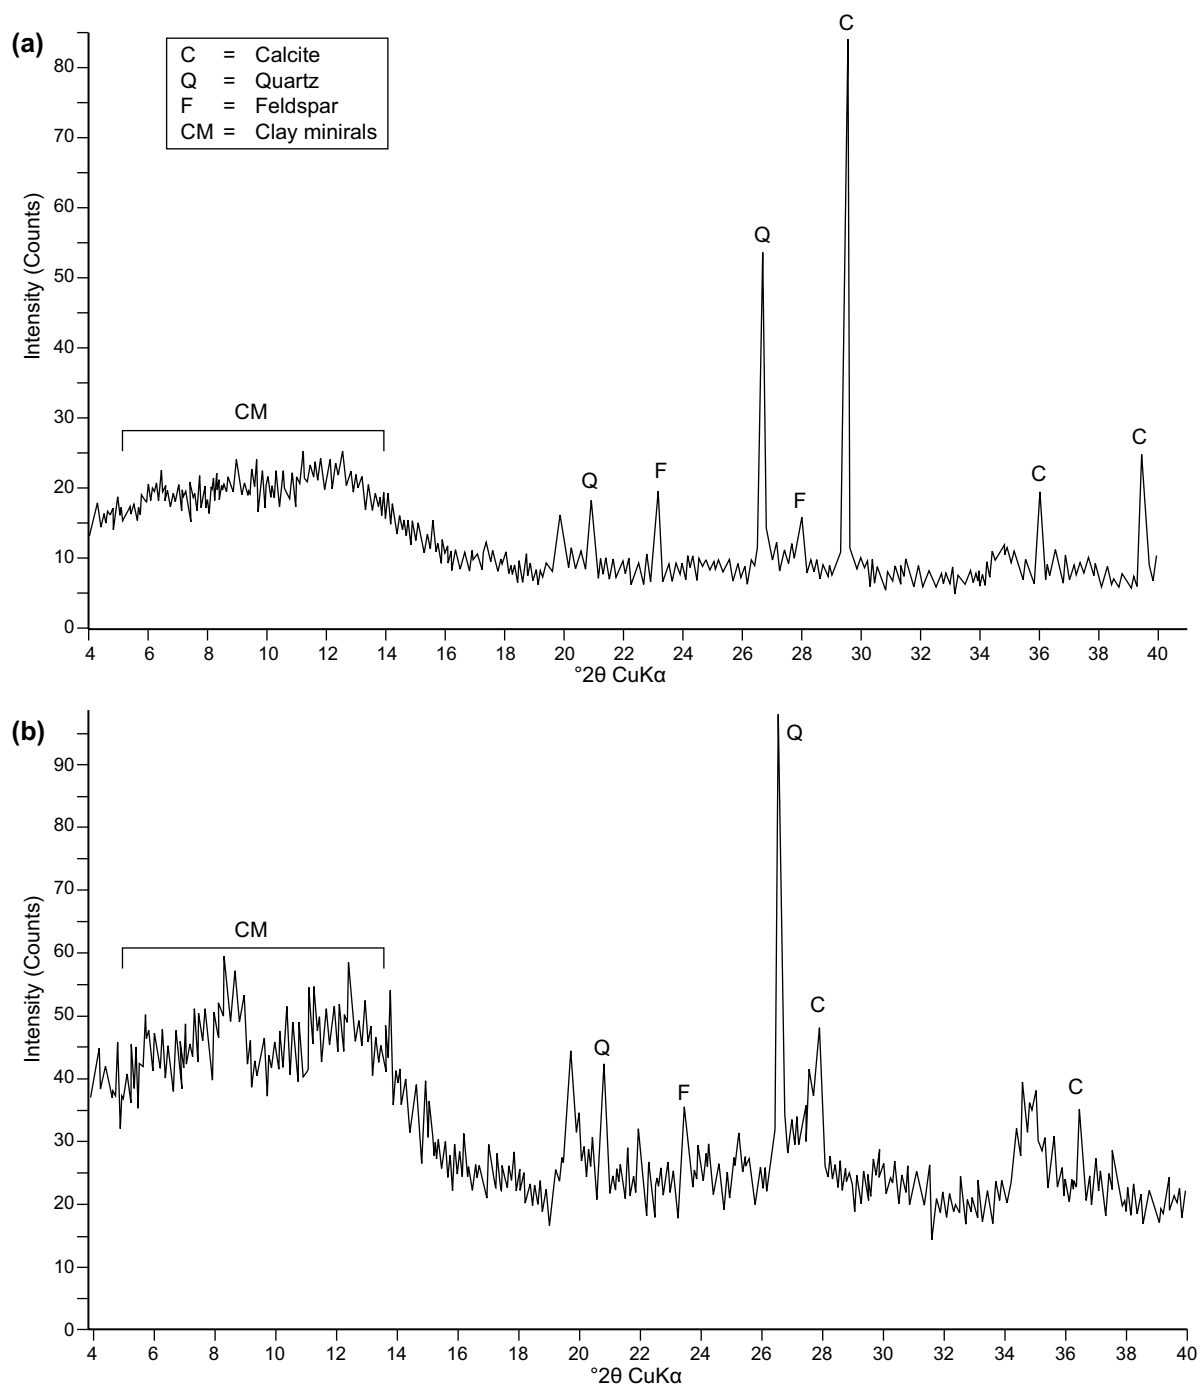 (a)
C = Calcite
Q = Quartz
F = Feldspar
CM = Clay minirals
C
Q
CM
C
F
Q
C
F
80
70
60
50
40
30
20
10
0
Intensity (Counts)
4 6 8 10 12 14 16 18 20 22 24 26 28 30 32 34 36 38 40
°2θ CuKα
(b)
Q
CM
C
Q
F
C
90
80
70
60
50
40
30
20
10
0
Intensity (Counts)
4 6 8 10 12 14 16 18 20 22 24 26 28 30 32 34 36 38 40
°2θ CuKα